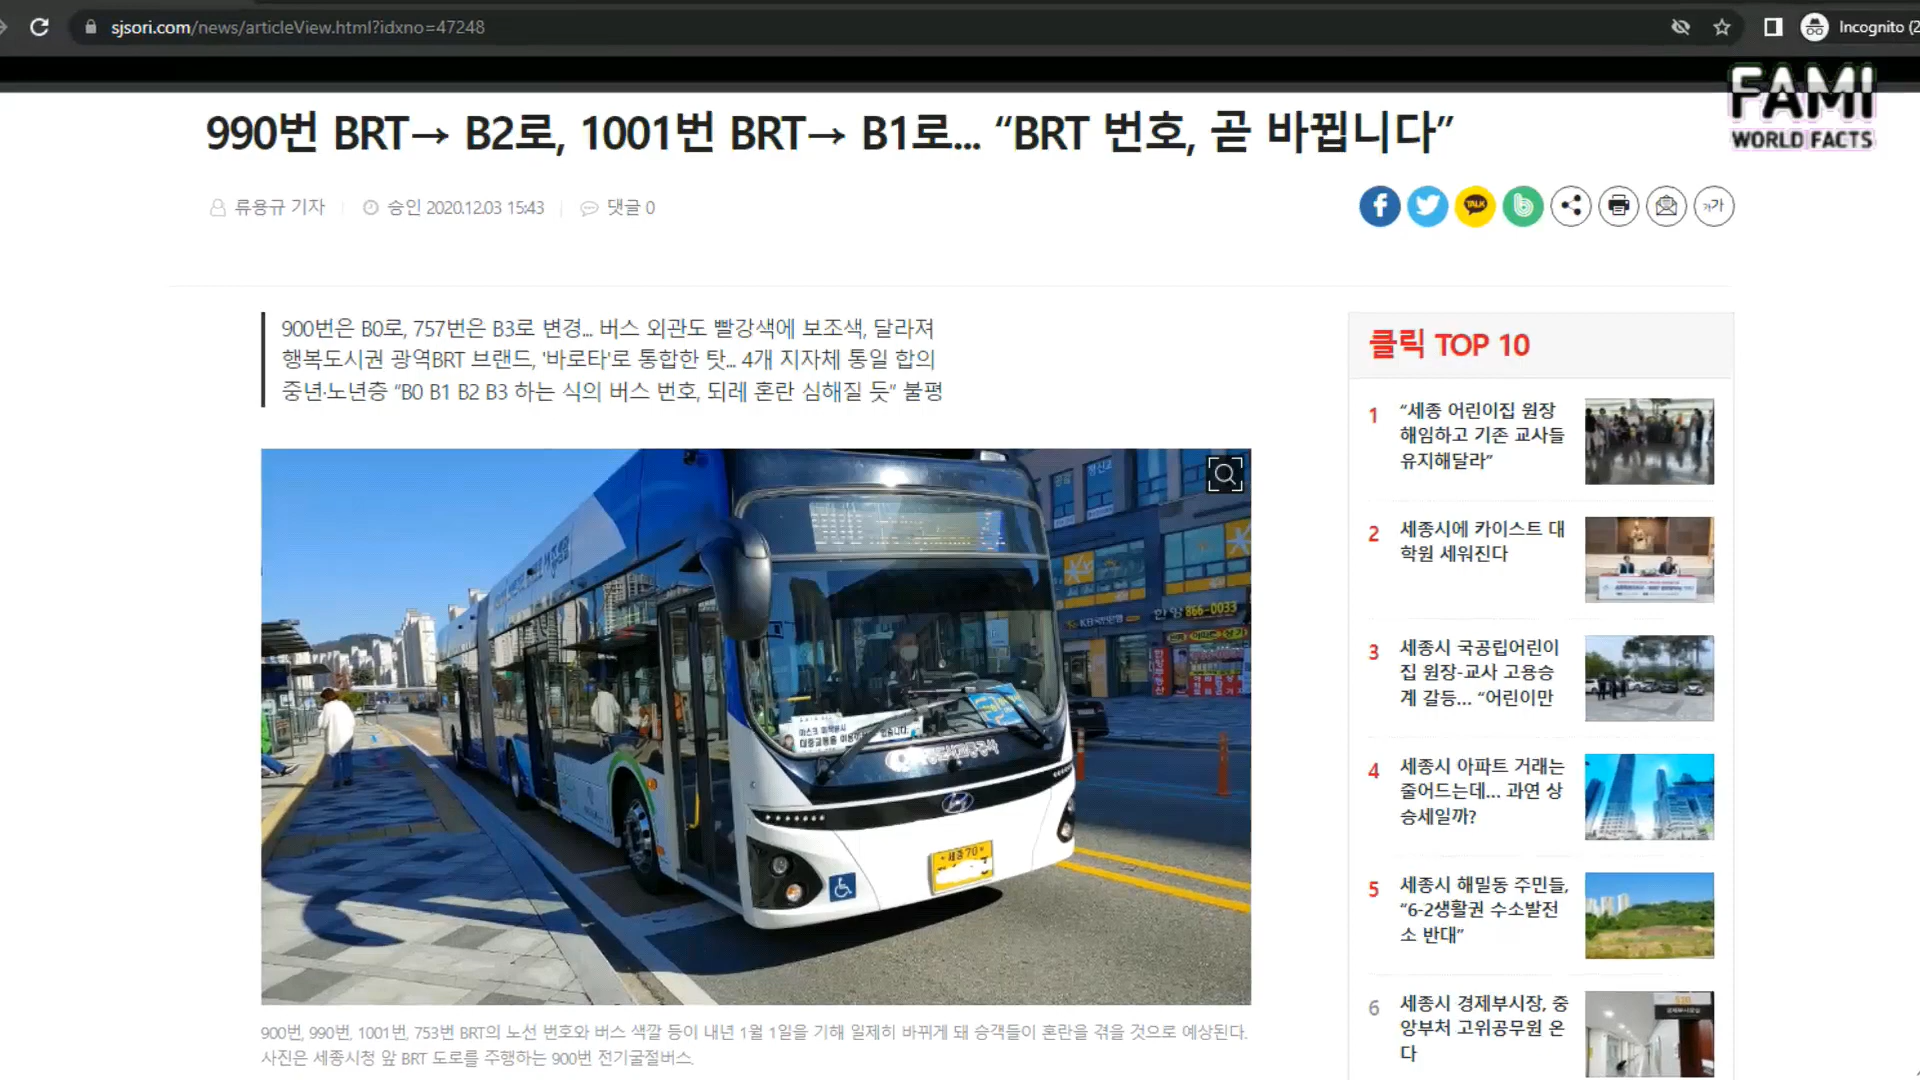 sjsori.com/news/articleView.html?idxno=47248
Incognito (2
FAMI
WORLD FACTS
990번 BRT→ B2로, 1001번 BRT→ B1로... “BRT 번호, 곧 바뀝니다”
류용규 기자
승인 2020.12.03 15:43
댓글 0
TALK
가가
900번은 B0로, 757번은 B3로 변경... 버스 외관도 빨강색에 보조색, 달라져
행복도시권 광역BRT 브랜드, '바로타'로 통합한 탓... 4개 지자체 통일 합의
중년·노년층 “B0 B1 B2 B3 하는 식의 버스 번호, 되레 혼란 심해질 듯” 불평
한양 866-0033
KB국민은행
세종 70
900번, 990번, 1001번, 753번 BRT의 노선 번호와 버스 색깔 등이 내년 1월 1일을 기해 일제히 바뀌게 돼 승객들이 혼란을 겪을 것으로 예상된다.
사진은 세종시청 앞 BRT 도로를 주행하는 900번 전기굴절버스.
클릭 TOP 10
1
“세종 어린이집 원장
해임하고 기존 교사들
유지해달라”
2
세종시에 카이스트 대
학원 세워진다
3
세종시 국공립어린이
집 원장-교사 고용승
계 갈등... “어린이만
4
세종시 아파트 거래는
줄어드는데... 과연 상
승세일까?
5
세종시 해밀동 주민들,
“6-2생활권 수소발전
소 반대”
6
세종시 경제부시장, 중
앙부처 고위공무원 온
다